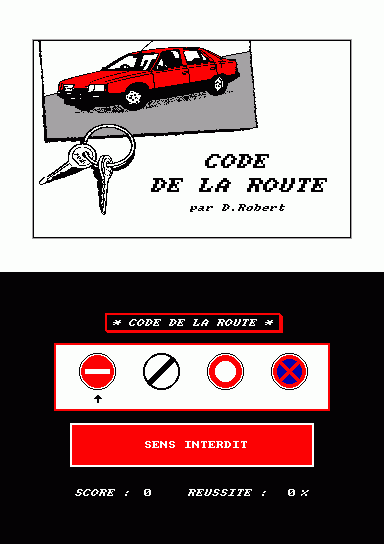 CODE
DE LA ROUTE
par D.Robert
* CODE DE LA ROUTE *
SENS INTERDIT
SCORE : 0 REUSSITE : 0 %